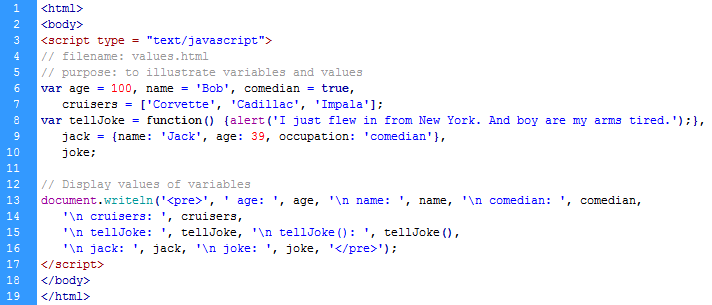 1 <html>
2 <body>
3 <script type = "text/javascript">
4 // filename: values.html
5 // purpose: to illustrate variables and values
6 var age = 100, name = 'Bob', comedian = true,
7    cruisers = ['Corvette', 'Cadillac', 'Impala'];
8 var tellJoke = function() {alert('I just flew in from New York. And boy are my arms tired.');},
9    jack = {name: 'Jack', age: 39, occupation: 'comedian'},
10    joke;
11
12 // Display values of variables
13 document.writeln('<pre>', ' age: ', age, '\n name: ', name, '\n comedian: ', comedian,
14    '\n cruisers: ', cruisers,
15    '\n tellJoke: ', tellJoke, '\n tellJoke(): ', tellJoke(),
16    '\n jack: ', jack, '\n joke: ', joke, '</pre>');
17 </script>
18 </body>
19 </html>